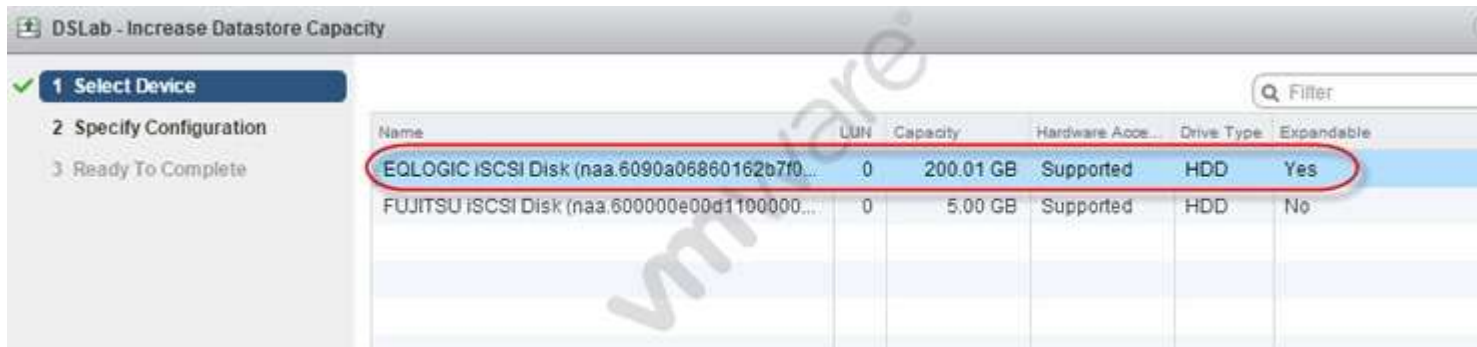 DSLab - Increase Datastore Capacity
1 Select Device
2 Specify Configuration
3 Ready To Complete
Filter
Name LUN Capacity Hardware Acce... Drive Type Expandable
EQLOGIC iSCSI Disk (naa.6090a06860162b7f0... 0 200.01 GB Supported HDD Yes
FUJITSU iSCSI Disk (naa.600000e00d1100000... 0 5.00 GB Supported HDD No
vmware